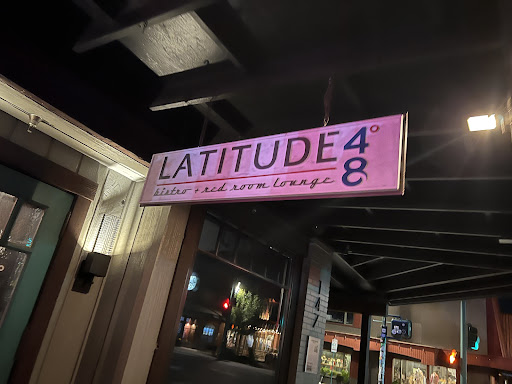 LATITUDE 48°
bistro + red room lounge